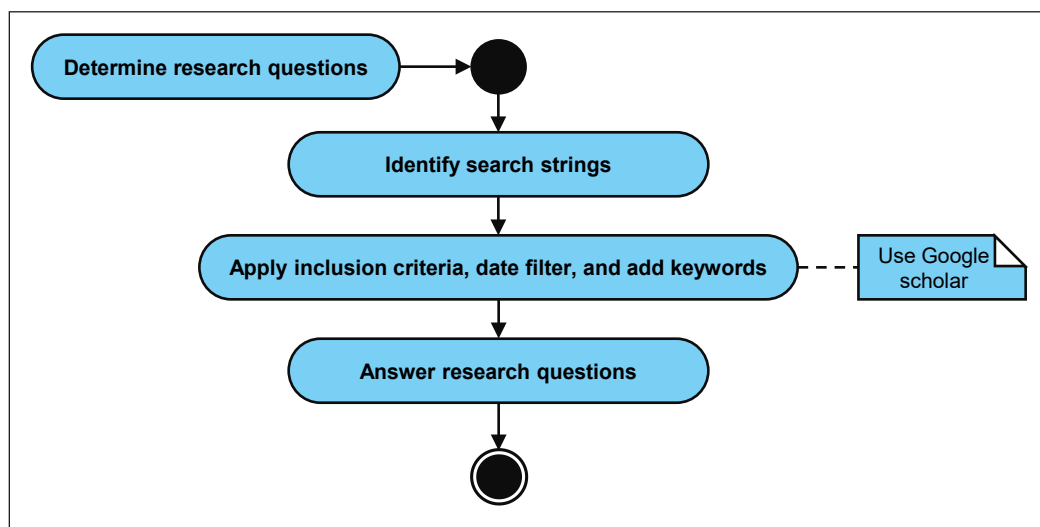 Determine research questions
Identify search strings
Apply inclusion criteria, date filter, and add keywords
Use Google
scholar
Answer research questions